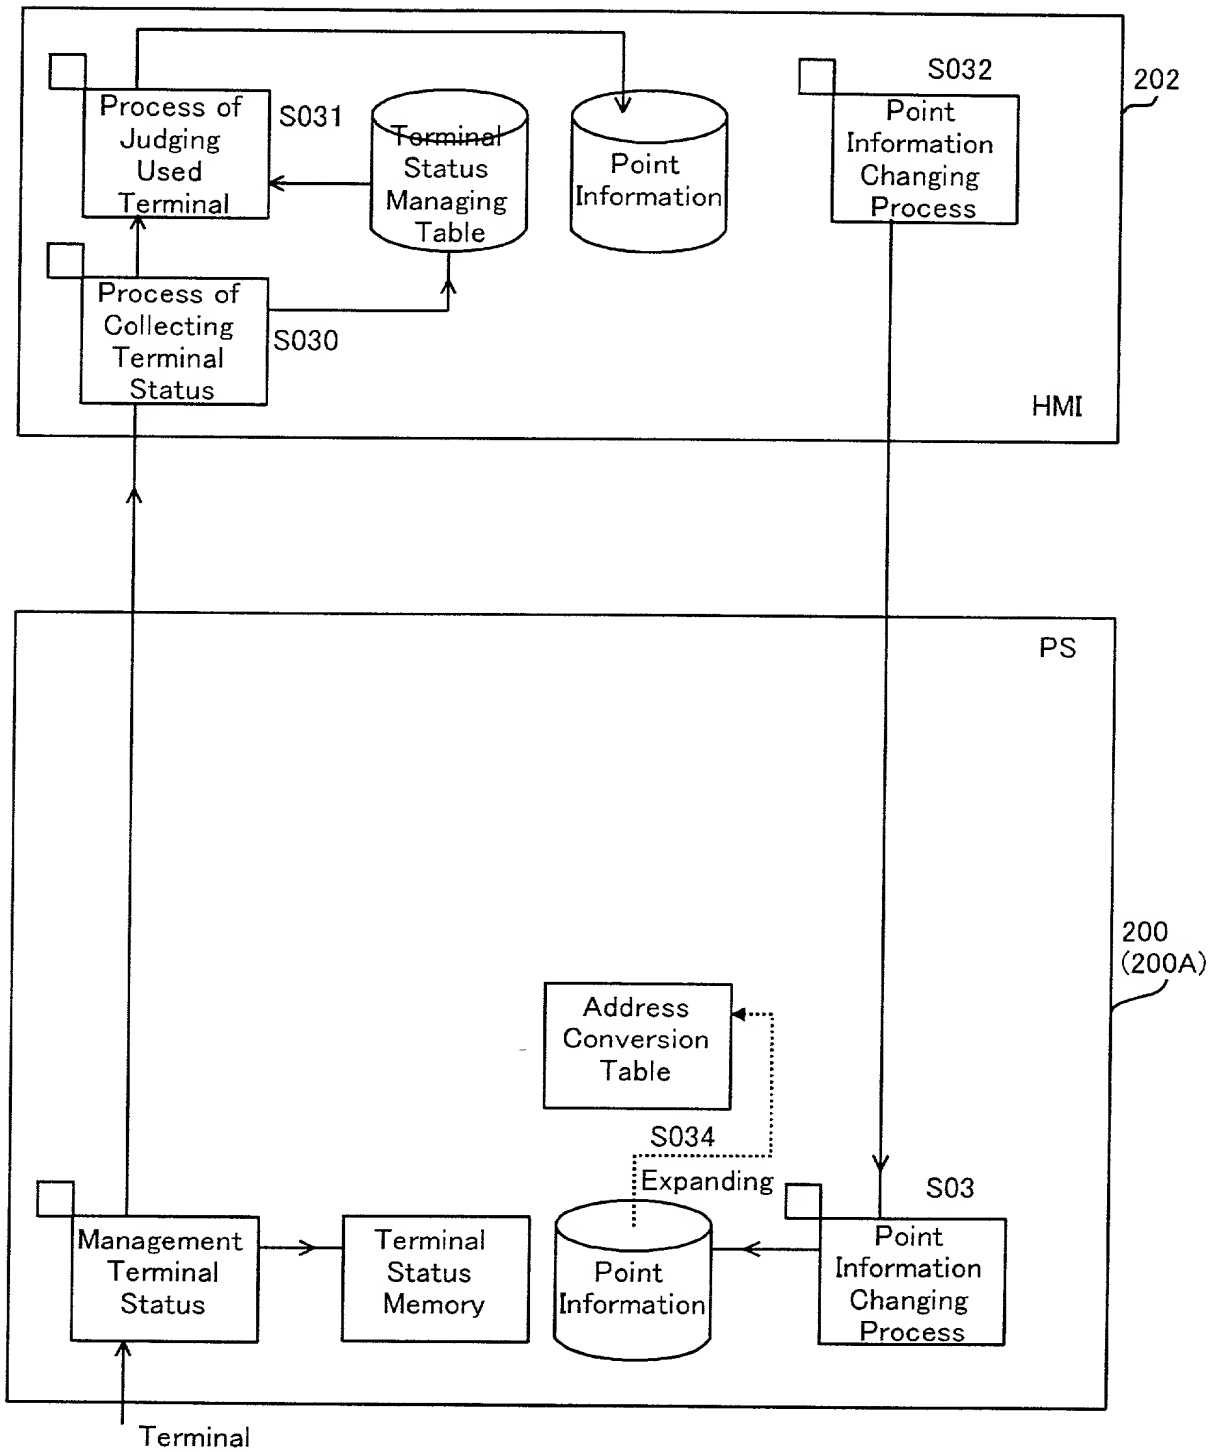 S032
202
Process of
Judging
Used
Terminal
S031
Terminal
Status
Managing
Table
Point
Information
Point
Information
Changing
Process
Process of
Collecting
Terminal
Status
S030
HMI
PS
200
(200A)
Address
Conversion
Table
S034
Expanding
S03
Management
Terminal
Status
Terminal
Status
Memory
Point
Information
Point
Information
Changing
Process
Terminal